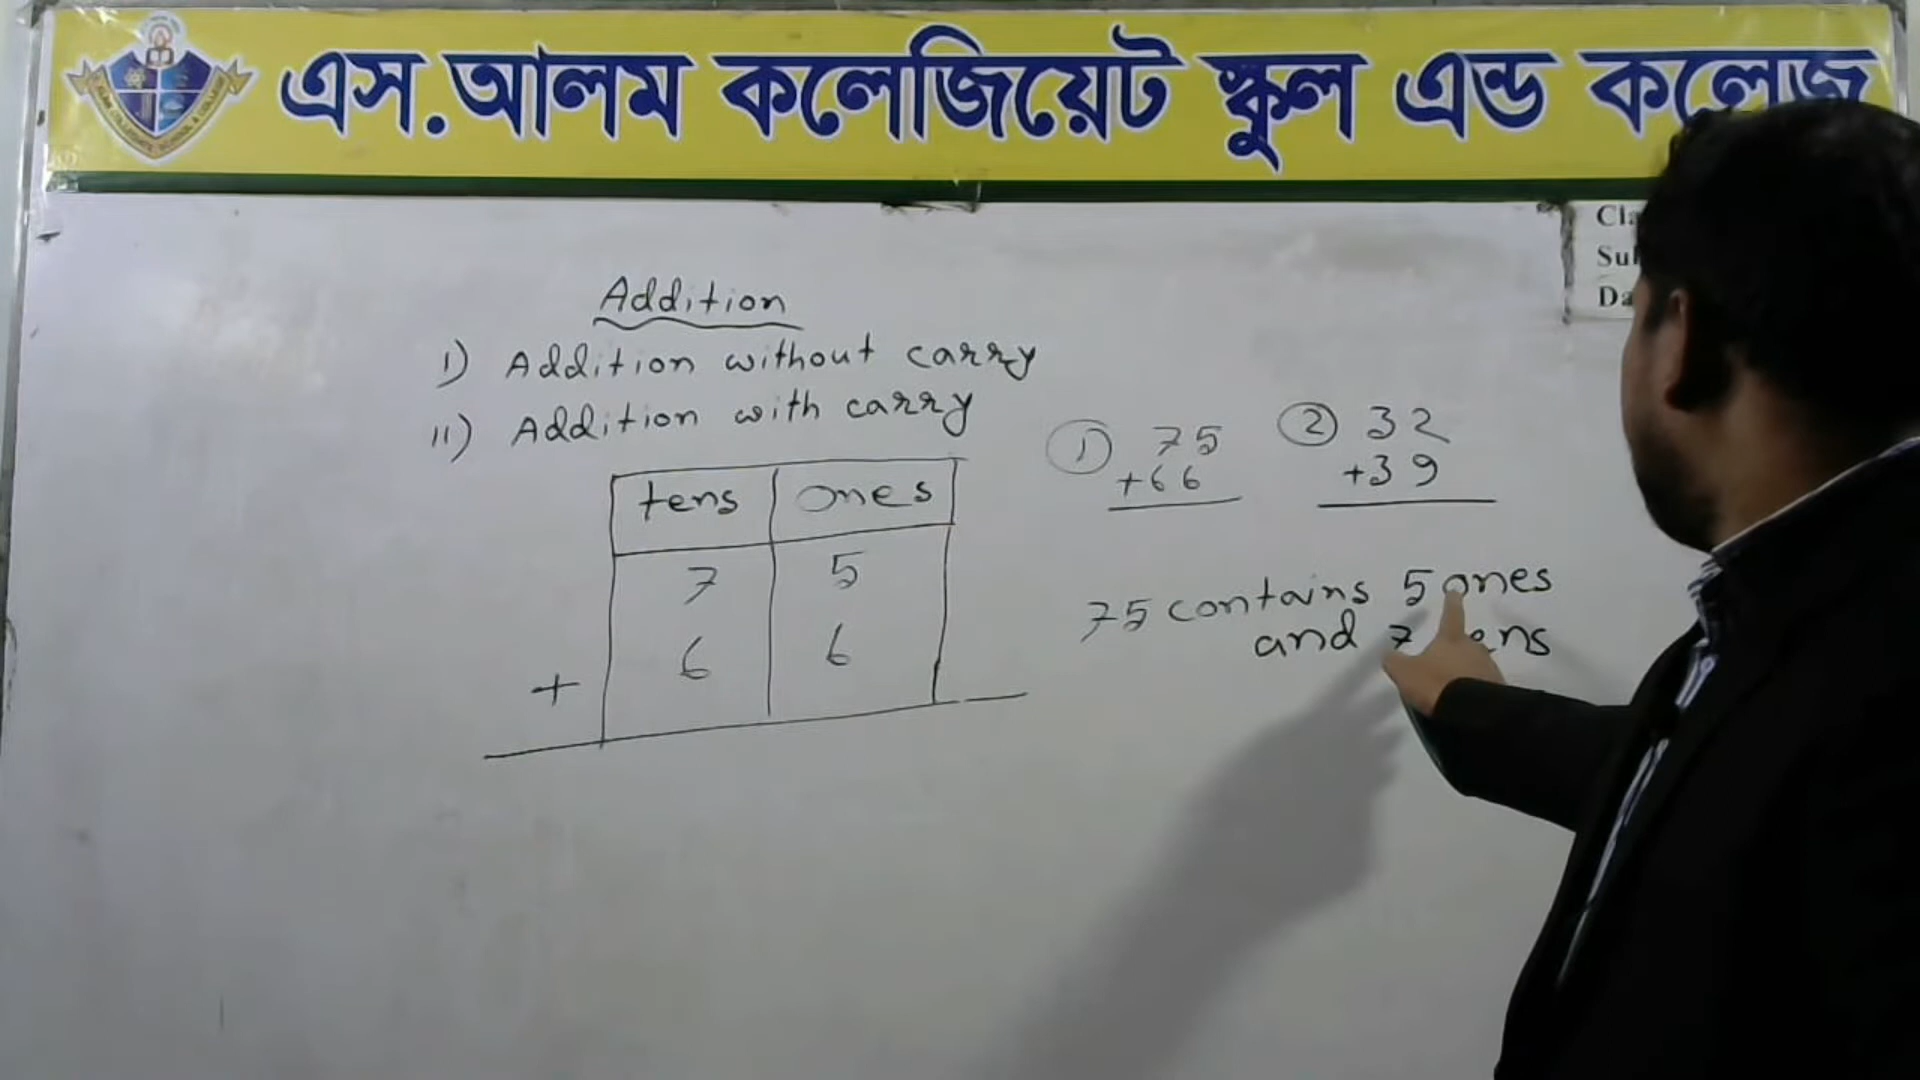 এস.আলম কলেজিয়েট স্কুল এন্ড কলেজ
Addition
I) Addition without carry
II) Addition with carry
tens ones
7 5
6 6
+
① 75
+66
② 32
+39
75 contains 5 ones
and 7 tens